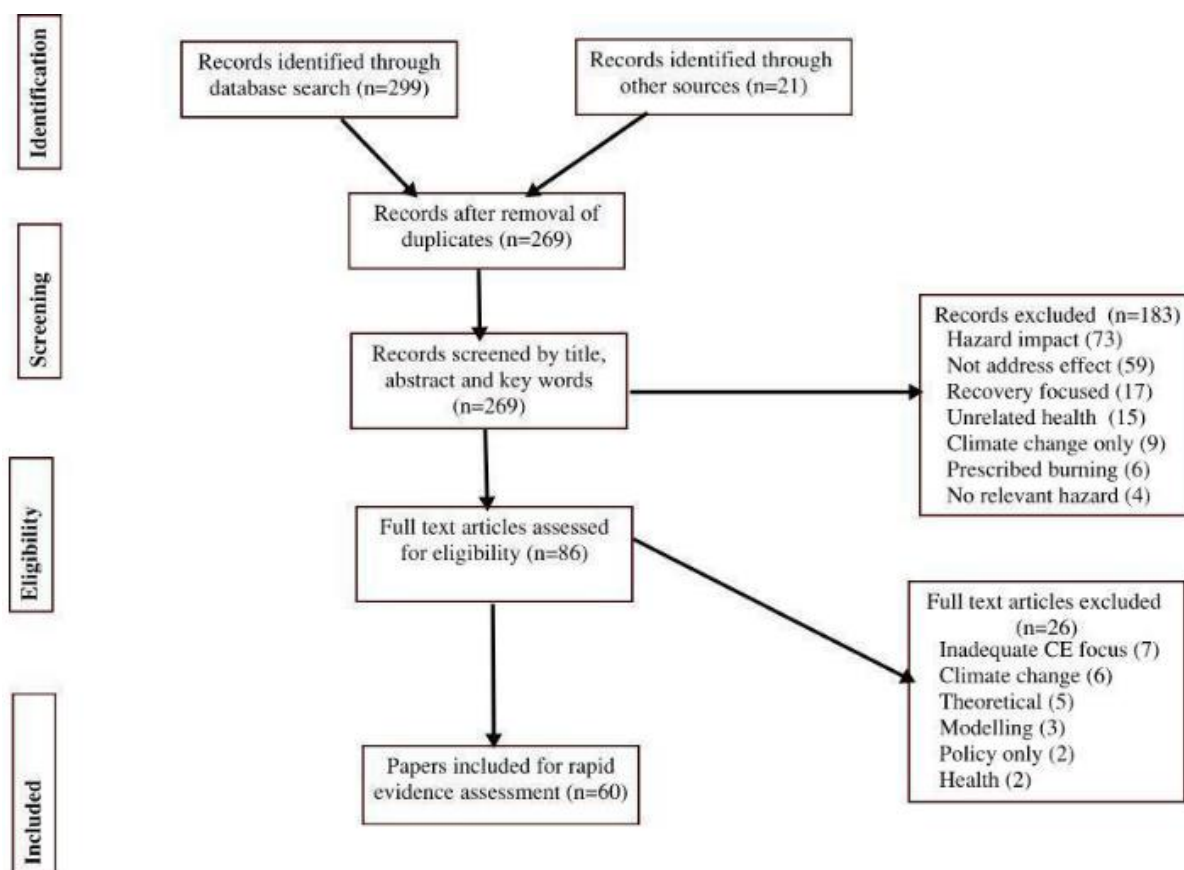 Identification
Records identified through
database search (n=299)
Records identified through
other sources (n=21)
Records after removal of
duplicates (n=269)
Screening
Records screened by title,
abstract and key words
(n=269)
Records excluded (n=183)
Hazard impact (73)
Not address effect (59)
Recovery focused (17)
Unrelated health (15)
Climate change only (9)
Prescribed burning (6)
No relevant hazard (4)
Eligibility
Full text articles assessed
for eligibility (n=86)
Full text articles excluded
(n=26)
Inadequate CE focus (7)
Climate change (6)
Theoretical (5)
Modelling (3)
Policy only (2)
Health (2)
Included
Papers included for rapid
evidence assessment (n=60)